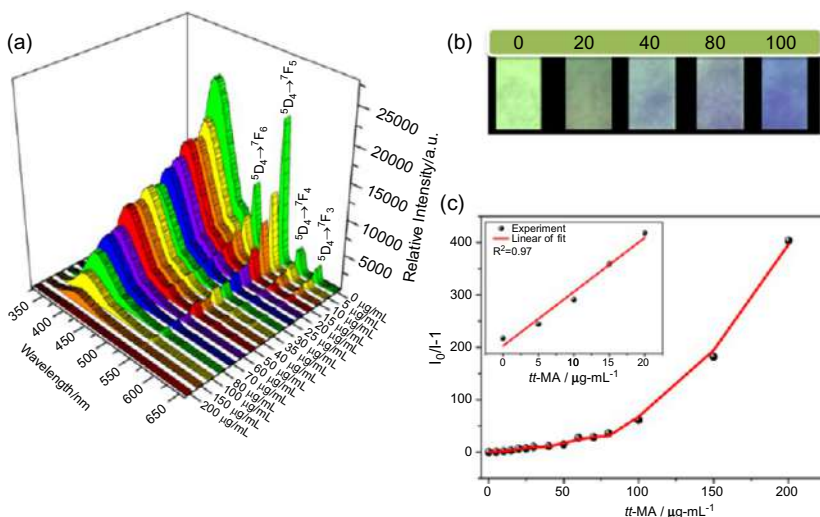 (a)
⁵D₄→⁷F₆
⁵D₄→⁷F₅
⁵D₄→⁷F₄
⁵D₄→⁷F₃
25000
20000
15000
10000
5000
Relative Intensity/a.u.
350
400
450
500
550
600
650
Wavelength/nm
0 µg/mL
5 µg/mL
10 µg/mL
15 µg/mL
20 µg/mL
25 µg/mL
30 µg/mL
35 µg/mL
40 µg/mL
50 µg/mL
60 µg/mL
70 µg/mL
80 µg/mL
100 µg/mL
150 µg/mL
200 µg/mL
(b)
0 20 40 80 100
(c)
400
300
200
100
0
I₀/I-1
0 50 100 150 200
tt-MA / µg-mL⁻¹
Experiment
Linear of fit
R²=0.97
0 5 10 15 20
tt-MA / µg-mL⁻¹